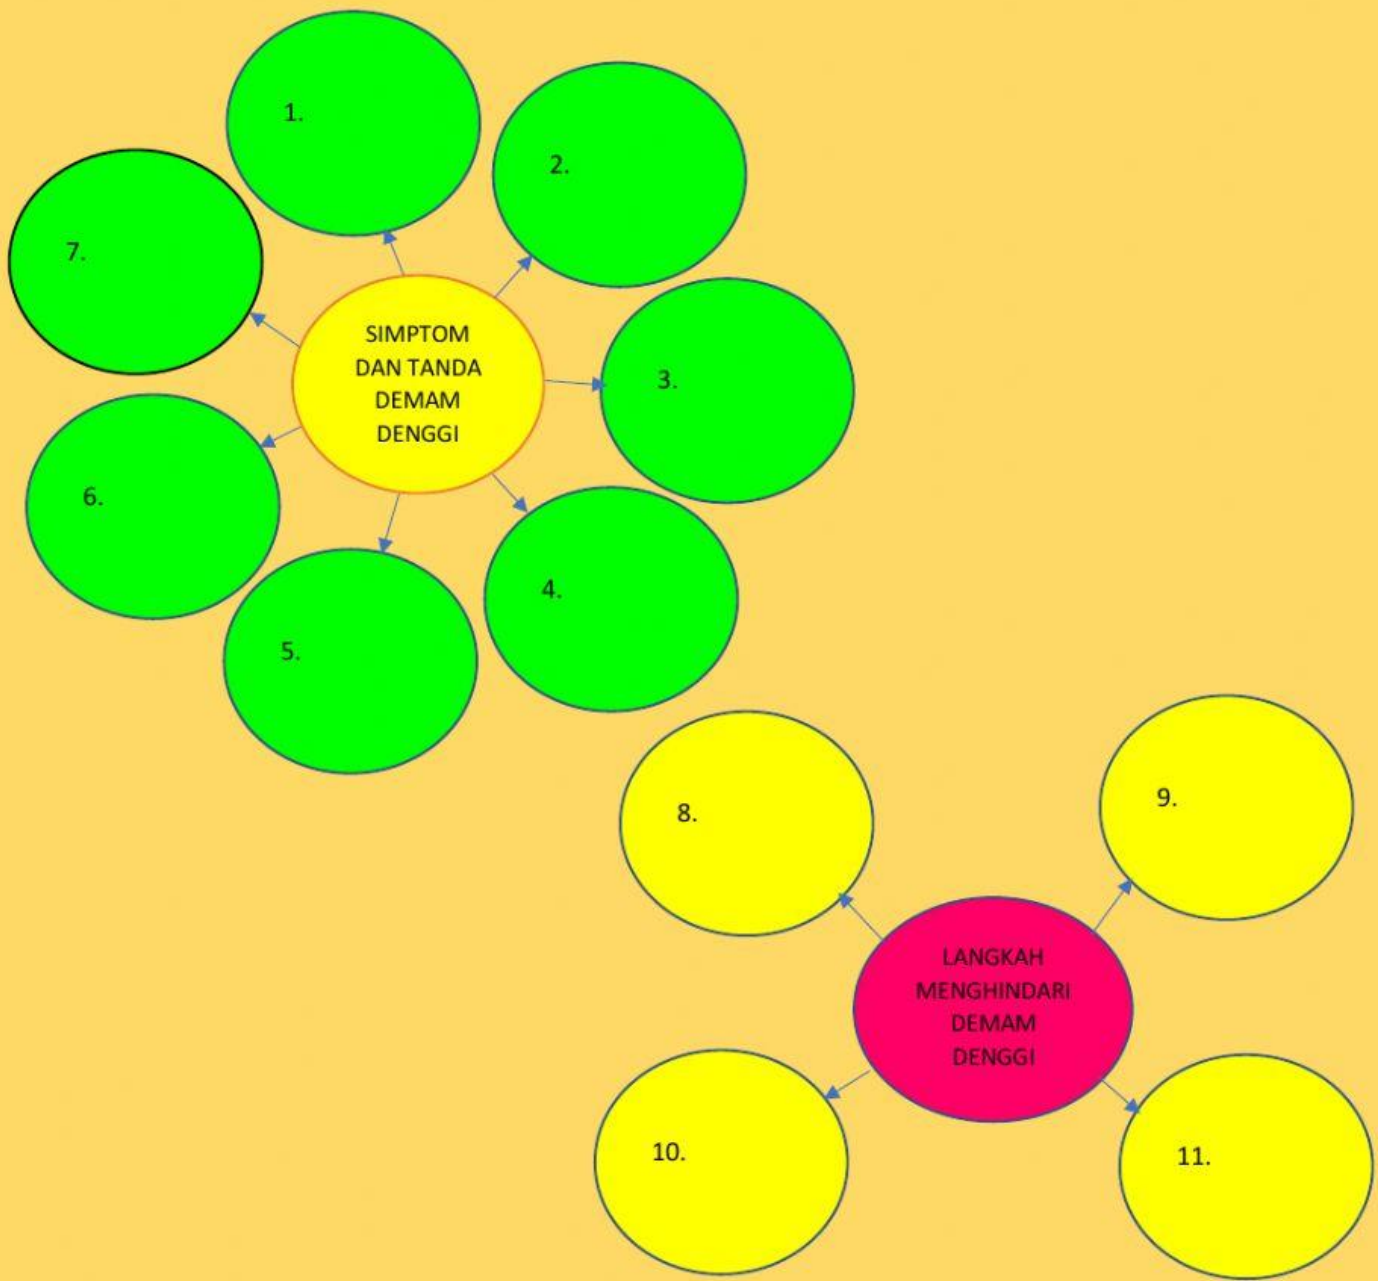 1.
2.
7.
SIMPTOM
DAN TANDA
DEMAM
DENGGI
3.
6.
4.
5.
8.
9.
LANGKAH
MENGHINDARI
DEMAM
DENGGI
10.
11.